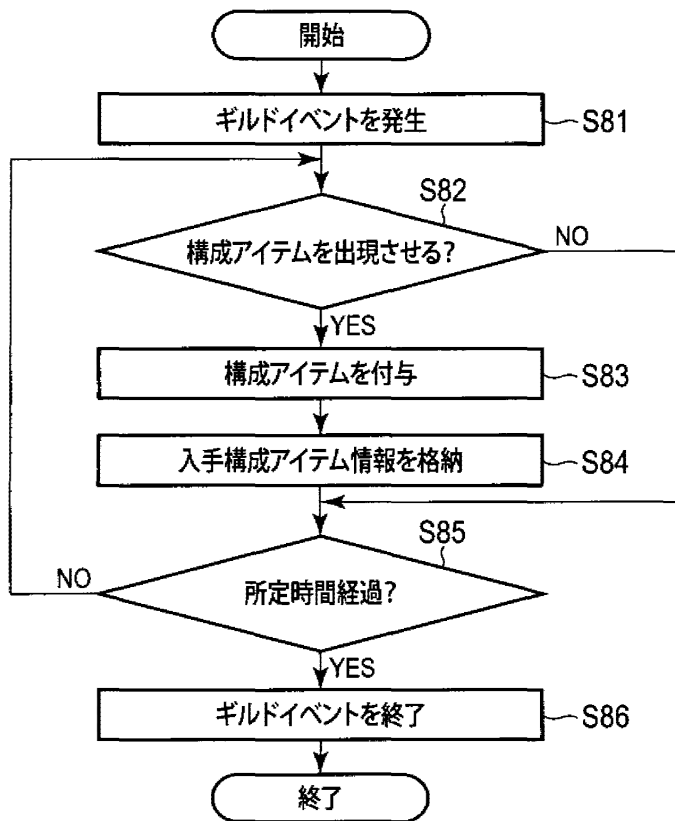 開始
ギルドイベントを発生
S81
S82
構成アイテムを出現させる?
NO
YES
構成アイテムを付与
S83
入手構成アイテム情報を格納
S84
S85
NO
所定時間経過?
YES
ギルドイベントを終了
S86
終了